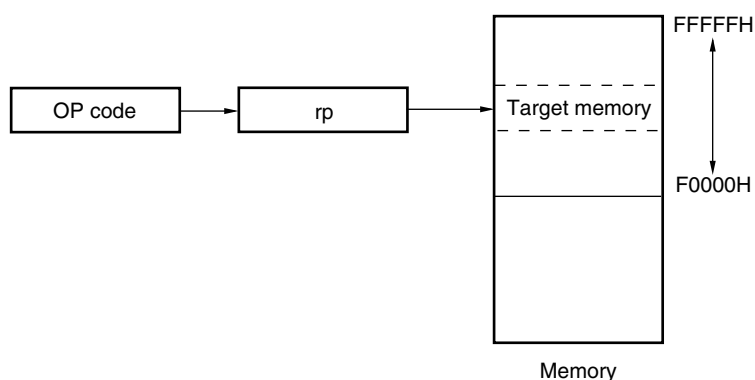 FFFFFH
OP code
rp
Target memory
F0000H
Memory